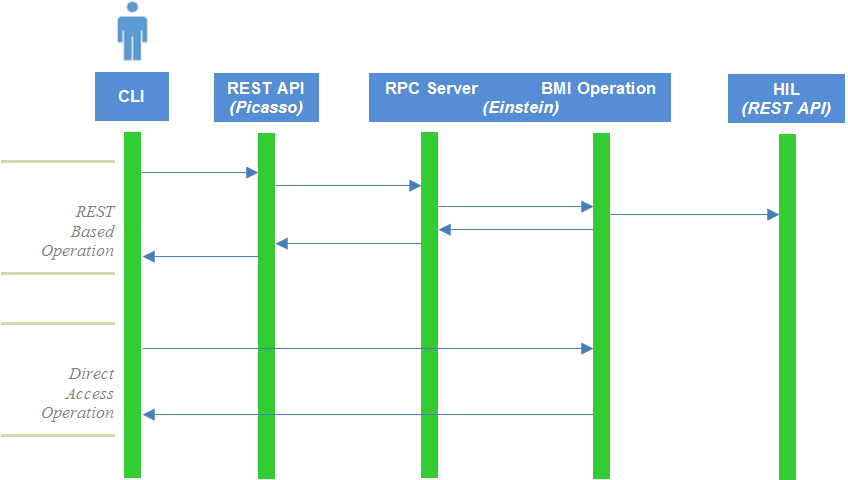 CLI
REST API
(Picasso)
RPC Server
BMI Operation
(Einstein)
HIL
(REST API)
REST
Based
Operation
Direct
Access
Operation